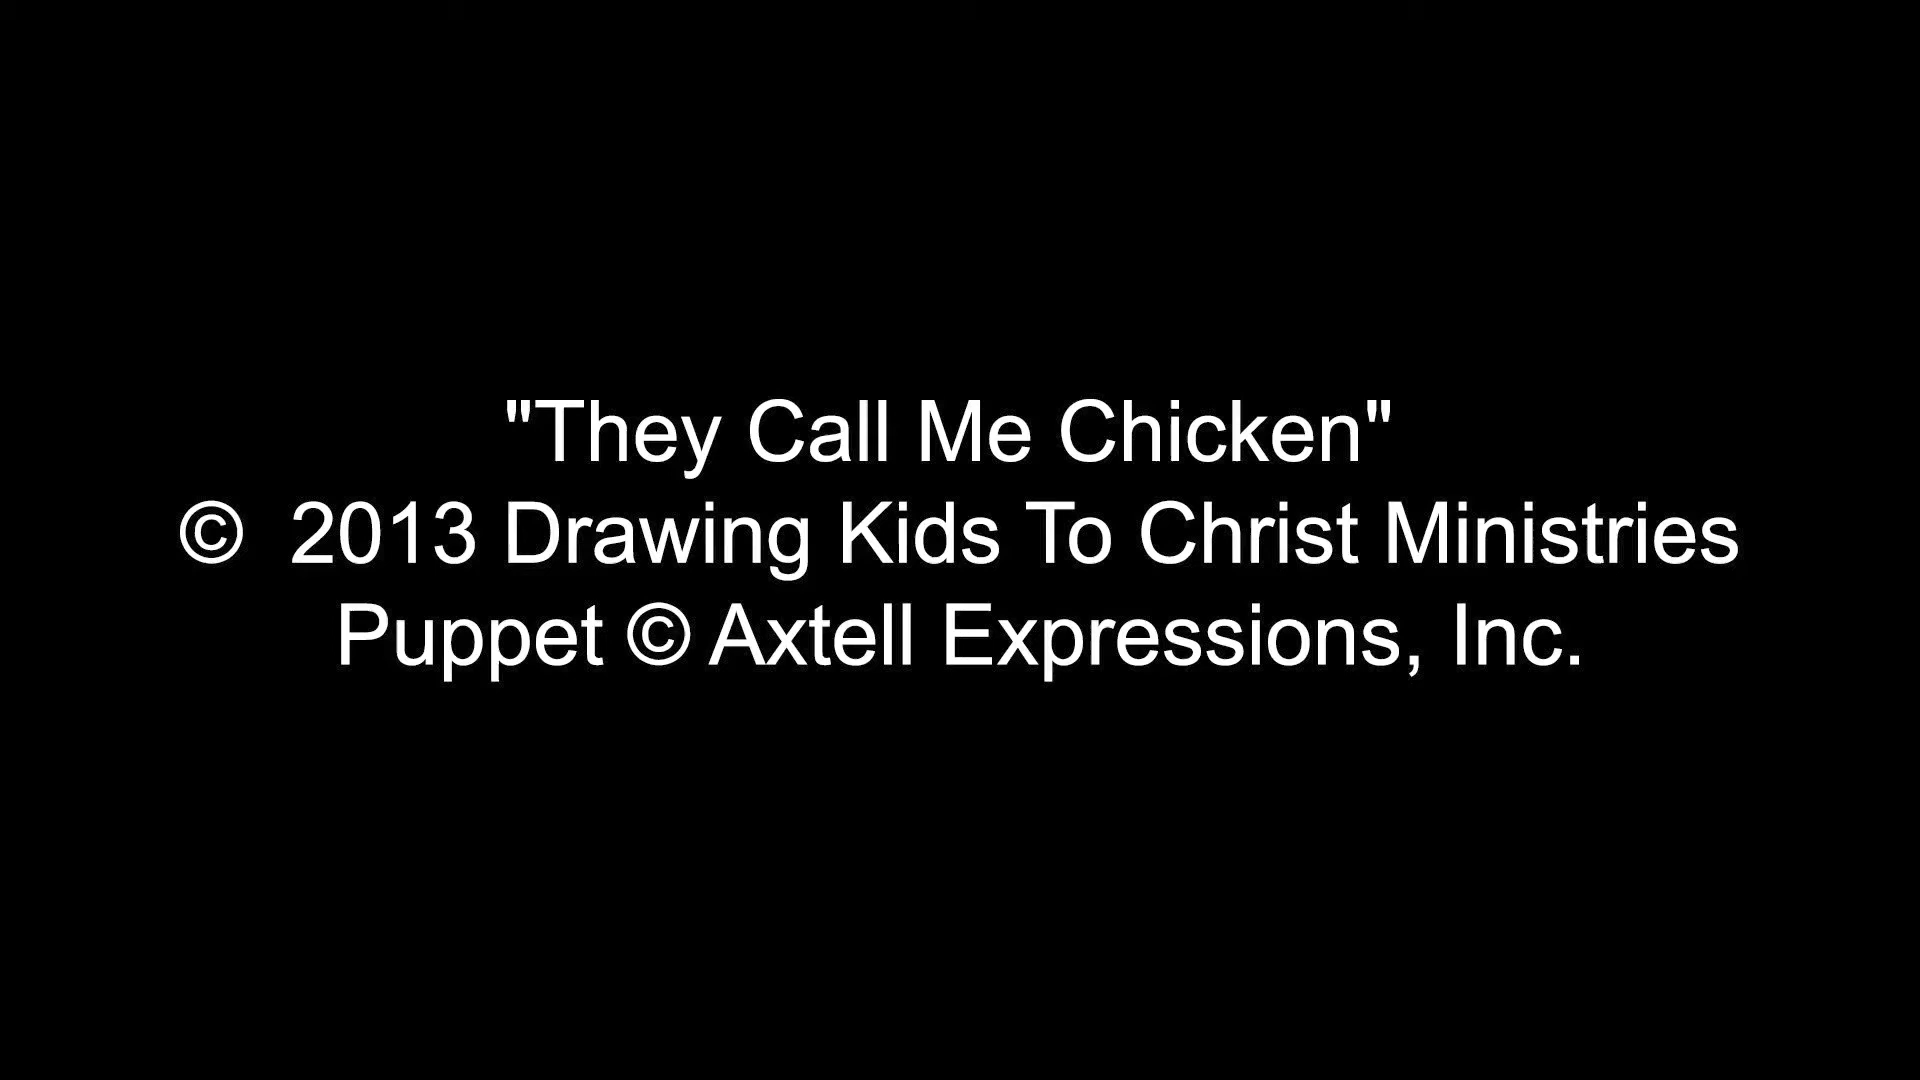 "They Call Me Chicken"
©  2013 Drawing Kids To Christ Ministries
Puppet © Axtell Expressions, Inc.